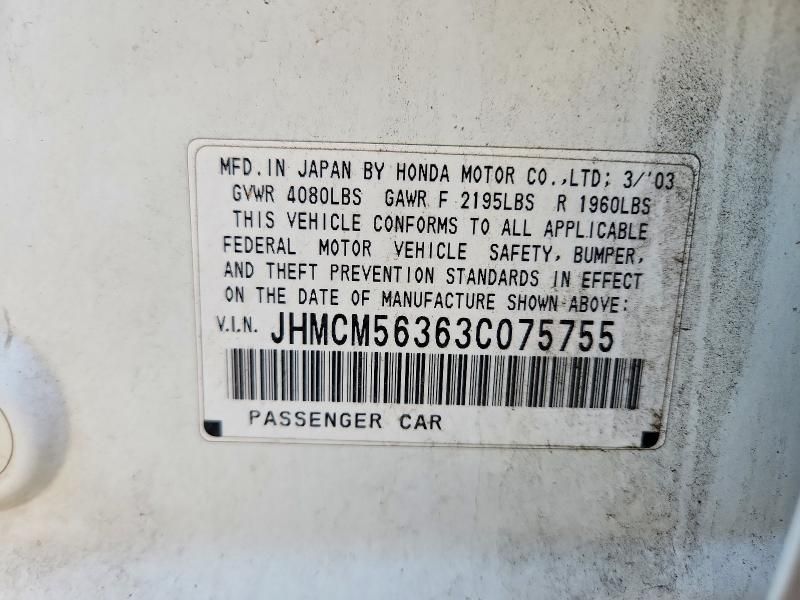 MFD. IN JAPAN BY HONDA MOTOR CO.,LTD; 3/'03
GVWR 4080LBS GAWR F 2195LBS R 1960LBS
THIS VEHICLE CONFORMS TO ALL APPLICABLE
FEDERAL MOTOR VEHICLE SAFETY, BUMPER,
AND THEFT PREVENTION STANDARDS IN EFFECT
ON THE DATE OF MANUFACTURE SHOWN ABOVE:
V.I.N. JHMCM56363C075755
PASSENGER CAR